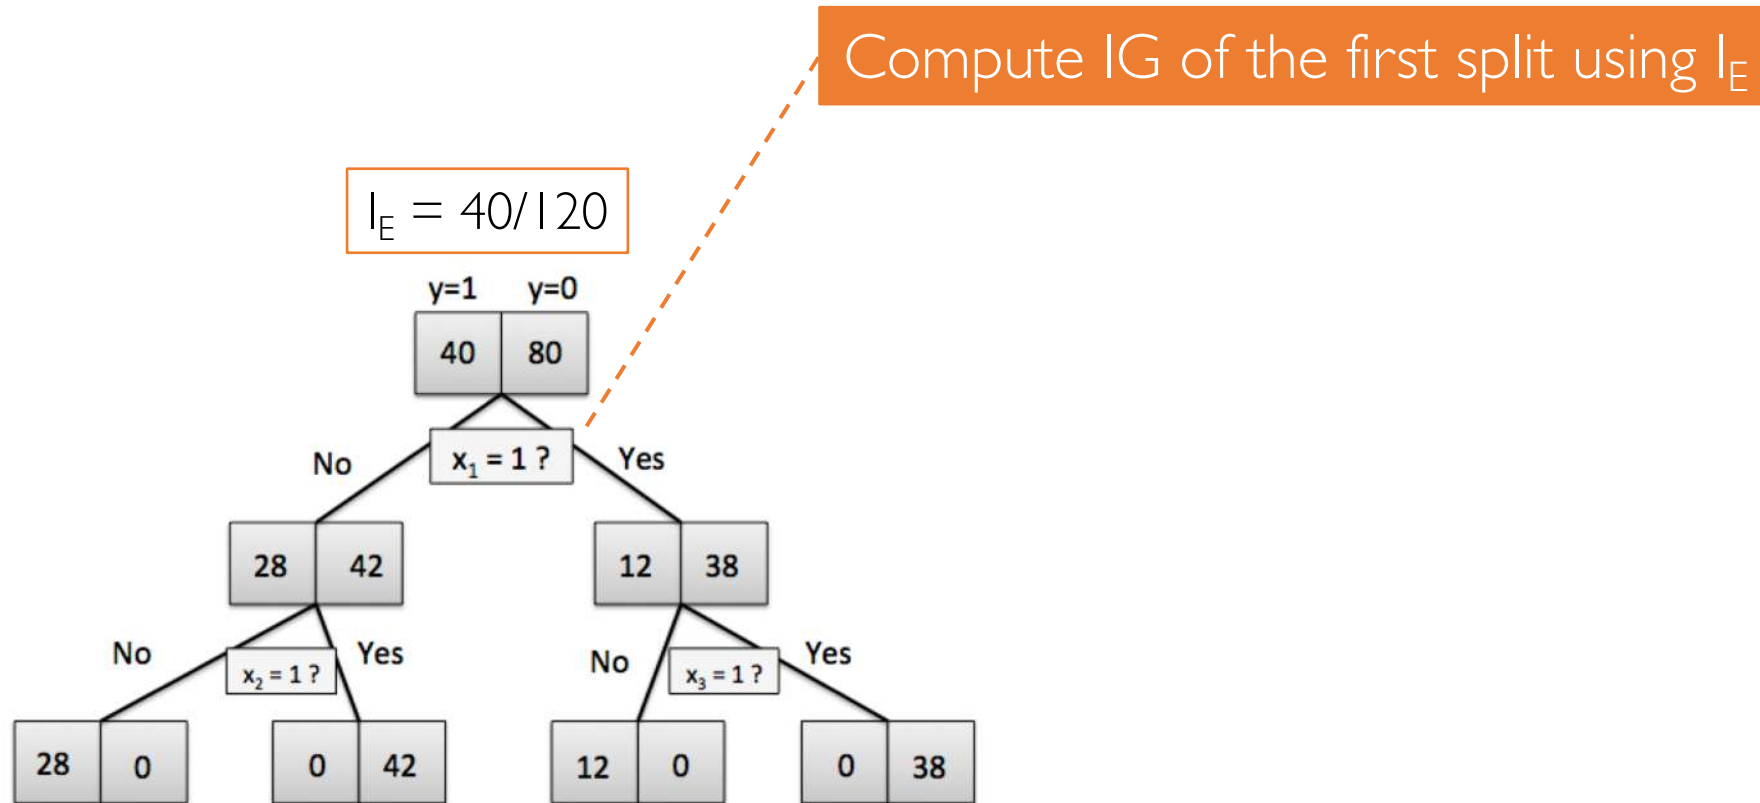 Compute IG of the first split using I_E
I_E = 40/120
y=1 y=0
40 80
No x₁ = 1 ? Yes
28 42 12 38
No x₂ = 1 ? Yes No x₃ = 1 ? Yes
28 0 0 42 12 0 0 38